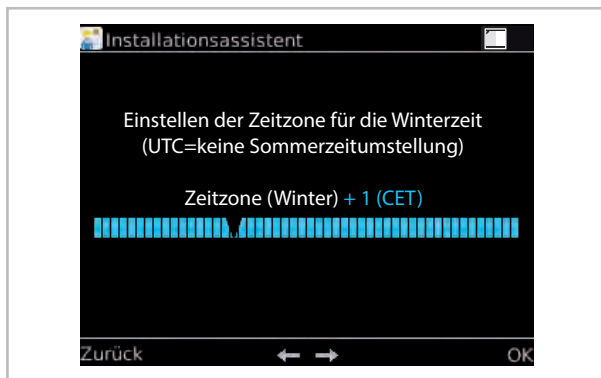 Installationsassistent
Einstellen der Zeitzone für die Winterzeit
(UTC=keine Sommerzeitumstellung)
Zeitzone (Winter) + 1 (CET)
Zurück ← → OK